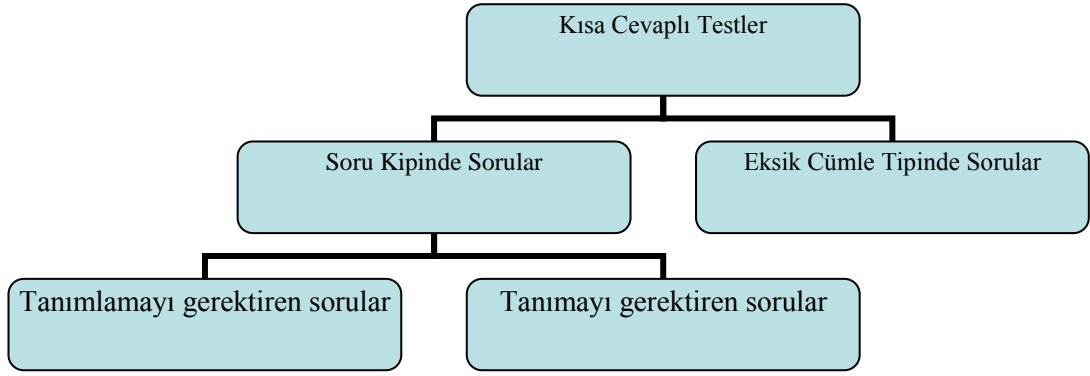 Kısa Cevaplı Testler
Soru Kipinde Sorular
Eksik Cümle Tipinde Sorular
Tanımlamayı gerektiren sorular
Tanımayı gerektiren sorular